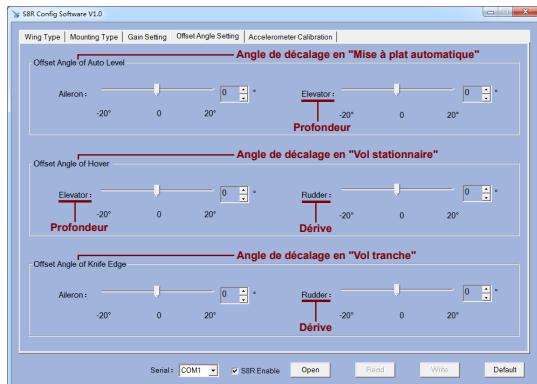 S8R Config Software V1.0
Wing Type Mounting Type Gain Setting Offset Angle Setting Accelerometer Calibration
Offset Angle of Auto Level
Angle de décalage en "Mise à plat automatique"
Aileron : 0 ° Elevator : 0 °
-20° 0 20° -20° 0 20°
Profondeur
Offset Angle of Hover
Angle de décalage en "Vol stationnaire"
Elevator : 0 ° Rudder : 0 °
-20° 0 20° -20° 0 20°
Profondeur Dérive
Offset Angle of Knife Edge
Angle de décalage en "Vol tranche"
Aileron : 0 ° Rudder : 0 °
-20° 0 20° -20° 0 20°
Dérive
Serial : COM1 S8R Enable Open Read Write Default